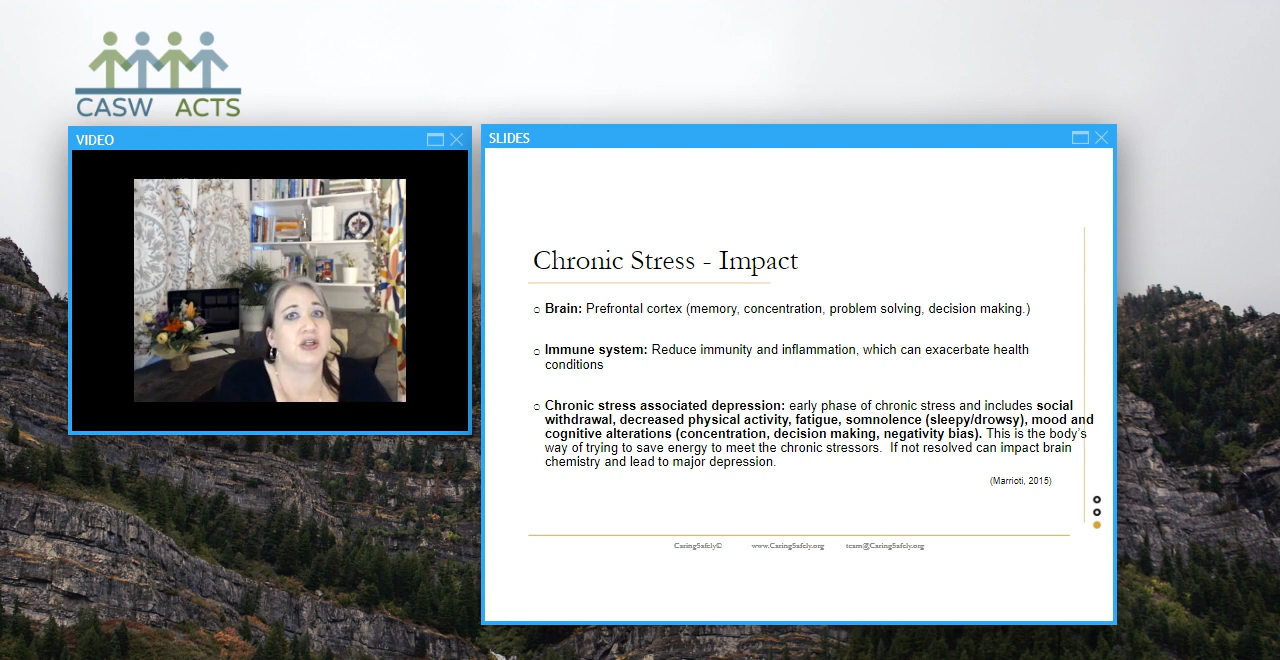 CASW ACTS
VIDEO
SLIDES
Chronic Stress - Impact
○ Brain: Prefrontal cortex (memory, concentration, problem solving, decision making.)
○ Immune system: Reduce immunity and inflammation, which can exacerbate health
conditions
○ Chronic stress associated depression: early phase of chronic stress and includes social
withdrawal, decreased physical activity, fatigue, somnolence (sleepy/drowsy), mood and
cognitive alterations (concentration, decision making, negativity bias). This is the body's
way of trying to save energy to meet the chronic stressors.  If not resolved can impact brain
chemistry and lead to major depression.
(Marrioti, 2015)
CaringSafely© www.CaringSafely.org team@CaringSafely.org